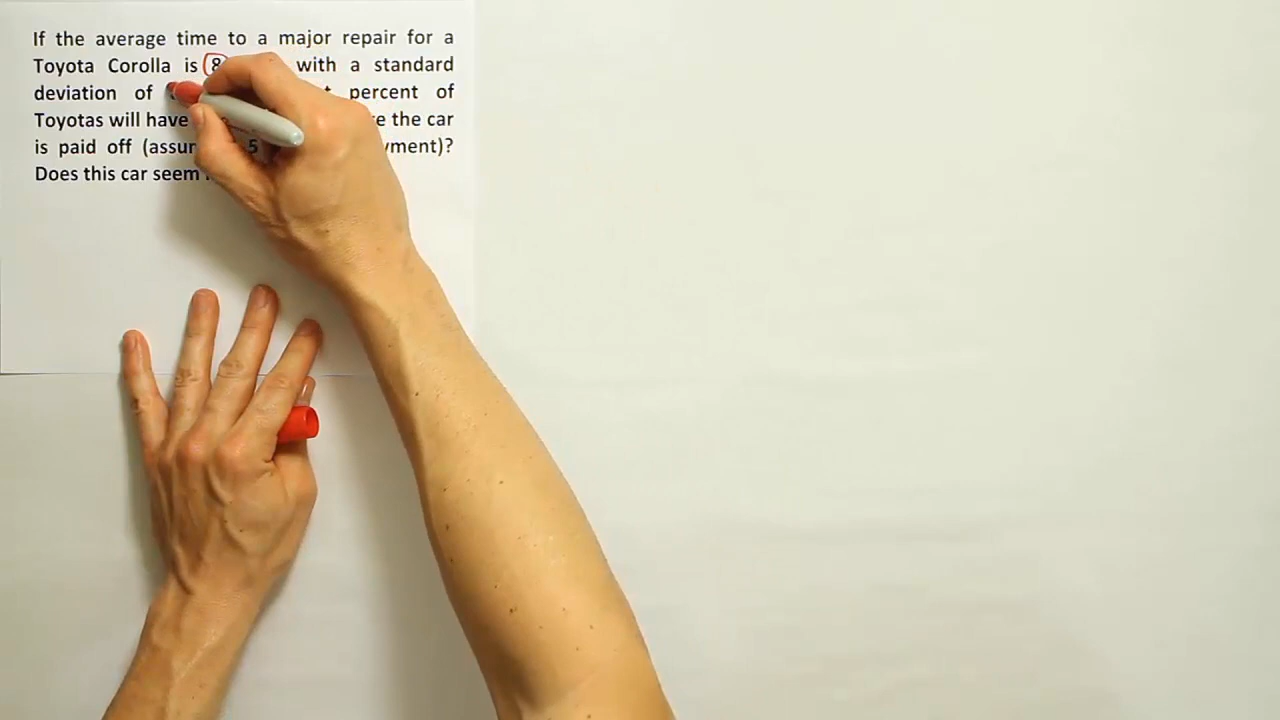 If the average time to a major repair for a
Toyota Corolla is 8 with a standard
deviation of percent of
Toyotas will have the car
is paid off (assu 5 yment)?
Does this car seem